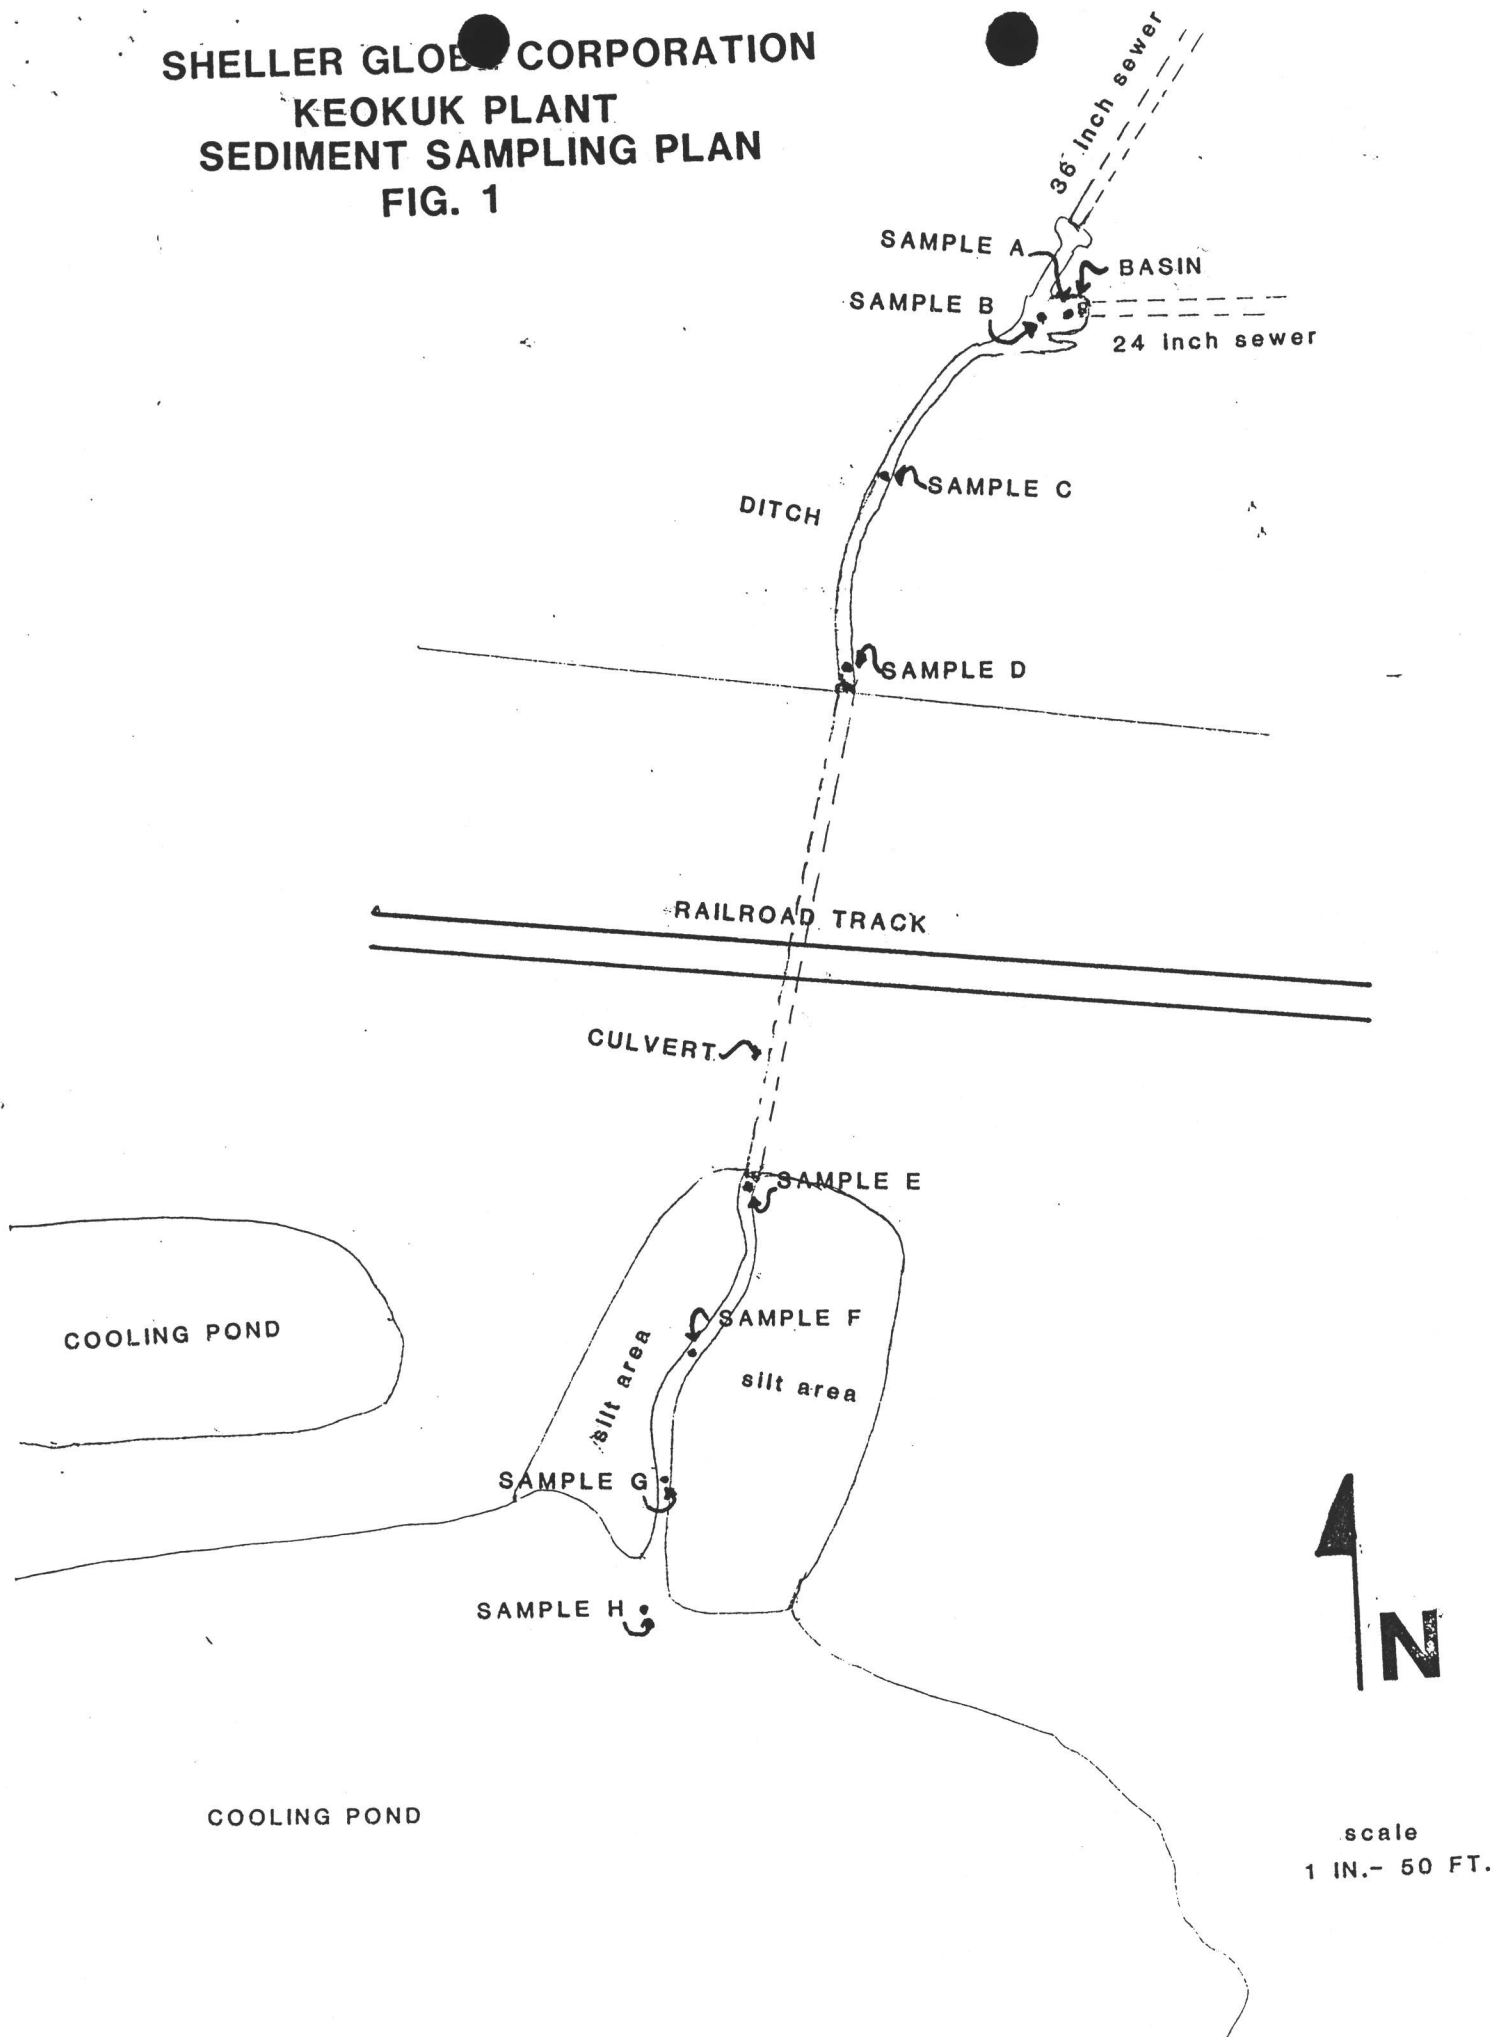 SHELLER GLOBE CORPORATION
KEOKUK PLANT
SEDIMENT SAMPLING PLAN
FIG. 1
36 inch sewer
SAMPLE A
BASIN
SAMPLE B
24 inch sewer
SAMPLE C
DITCH
SAMPLE D
RAILROAD TRACK
CULVERT
SAMPLE E
SAMPLE F
COOLING POND
silt area
silt area
SAMPLE G
SAMPLE H
N
COOLING POND
scale
1 IN.- 50 FT.